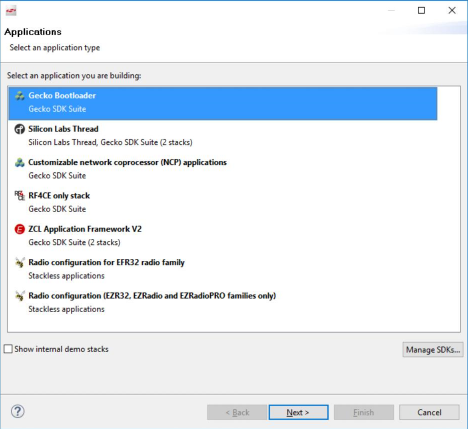 Applications
Select an application type
Select an application you are building:
Gecko Bootloader
Gecko SDK Suite
Silicon Labs Thread
Silicon Labs Thread, Gecko SDK Suite (2 stacks)
Customizable network coprocessor (NCP) applications
Gecko SDK Suite
RF4CE only stack
Gecko SDK Suite
ZCL Application Framework V2
Gecko SDK Suite (2 stacks)
Radio configuration for EFR32 radio family
Stackless applications
Radio configuration (EZR32, EZRadio and EZRadioPRO families only)
Stackless applications
Show internal demo stacks
Manage SDKs...
< Back
Next >
Finish
Cancel